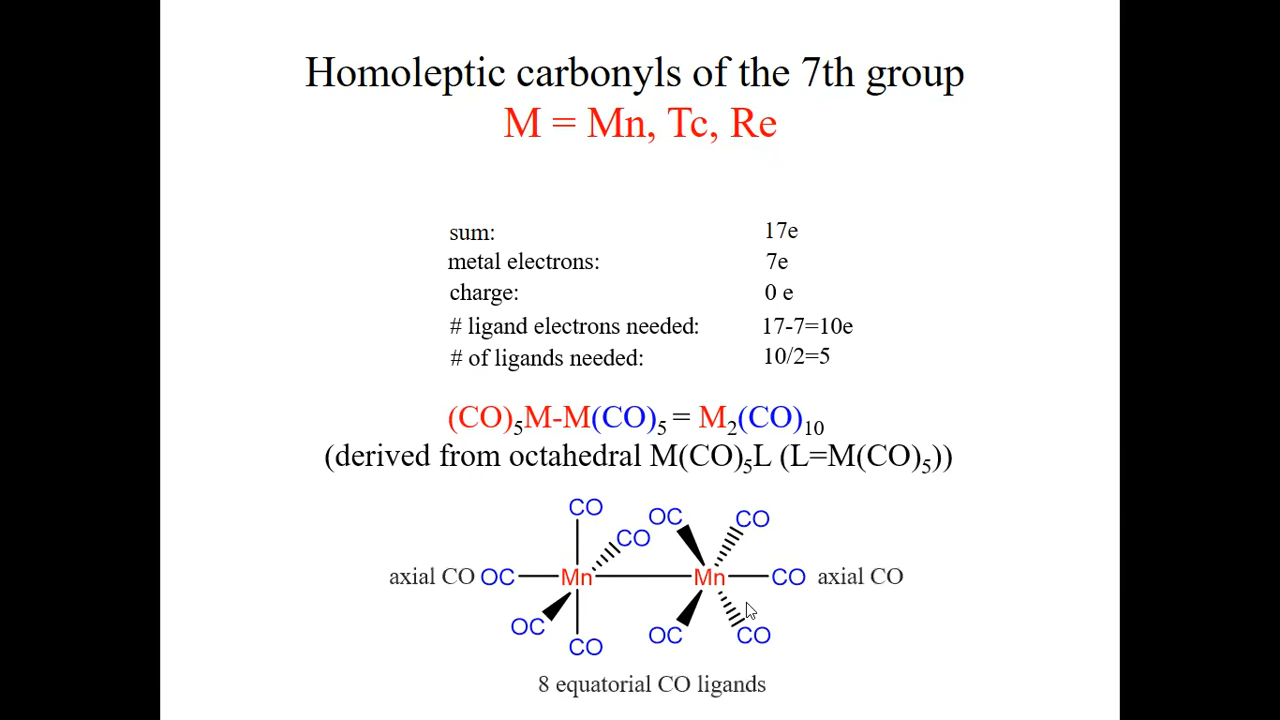 Homoleptic carbonyls of the 7th group
M = Mn, Tc, Re
sum: 17e
metal electrons: 7e
charge: 0 e
# ligand electrons needed: 17-7=10e
# of ligands needed: 10/2=5
(CO)5M-M(CO)5 = M2(CO)10
(derived from octahedral M(CO)5L (L=M(CO)5))
CO OC CO
CO
axial CO OC Mn Mn CO axial CO
OC OC CO
CO
8 equatorial CO ligands